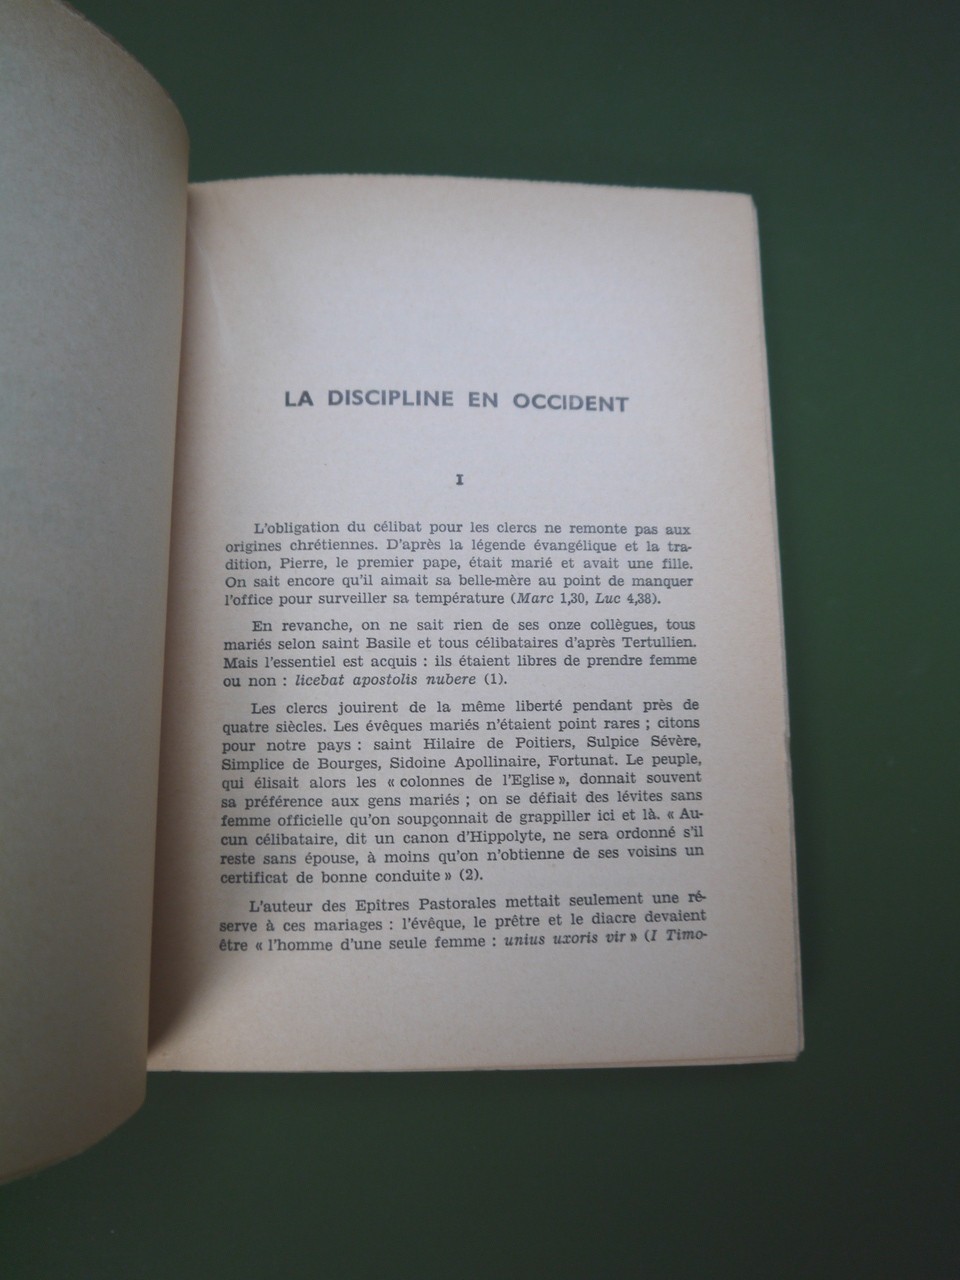 LA DISCIPLINE EN OCCIDENT
I
L'obligation du célibat pour les clercs ne remonte pas aux
origines chrétiennes. D'après la légende évangélique et la tra-
dition, Pierre, le premier pape, était marié et avait une fille.
On sait encore qu'il aimait sa belle-mère au point de manquer
l'office pour surveiller sa température (Marc 1,30, Luc 4,38).
En revanche, on ne sait rien de ses onze collègues, tous
mariés selon saint Basile et tous célibataires d'après Tertullien.
Mais l'essentiel est acquis : ils étaient libres de prendre femme
ou non : licebat apostolis nubere (1).
Les clercs jouirent de la même liberté pendant près de
quatre siècles. Les évêques mariés n'étaient point rares ; citons
pour notre pays : saint Hilaire de Poitiers, Sulpice Sévère,
Simplice de Bourges, Sidoine Apollinaire, Fortunat. Le peuple,
qui élisait alors les « colonnes de l'Eglise », donnait souvent
sa préférence aux gens mariés ; on se défiait des lévites sans
femme officielle qu'on soupçonnait de grappiller ici et là. « Au-
cun célibataire, dit un canon d'Hippolyte, ne sera ordonné s'il
reste sans épouse, à moins qu'on n'obtienne de ses voisins un
certificat de bonne conduite » (2).
L'auteur des Epîtres Pastorales mettait seulement une ré-
serve à ces mariages : l'évêque, le prêtre et le diacre devaient
être « l'homme d'une seule femme : unius uxoris vir » (I Timo-